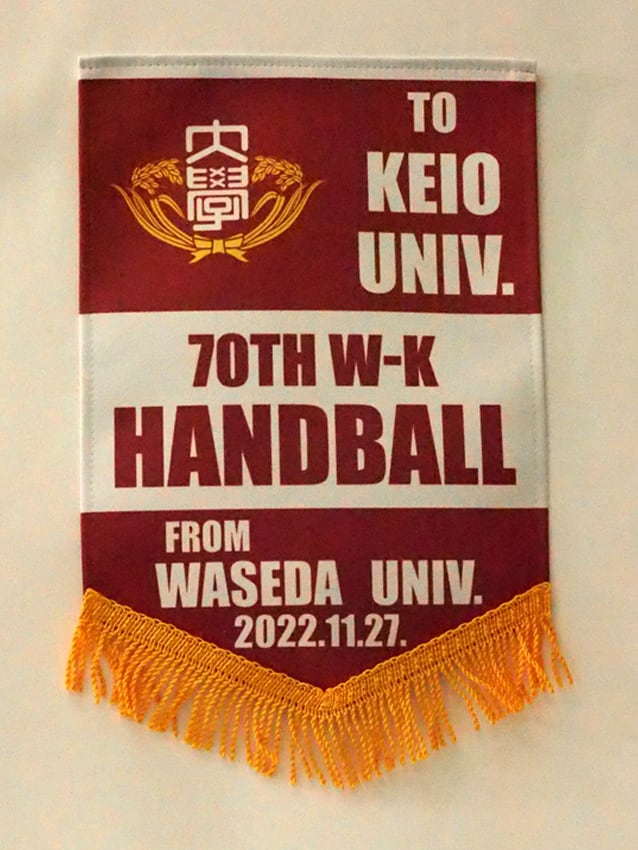 大學
TO
KEIO
UNIV.
70TH W-K
HANDBALL
FROM
WASEDA UNIV.
2022.11.27.